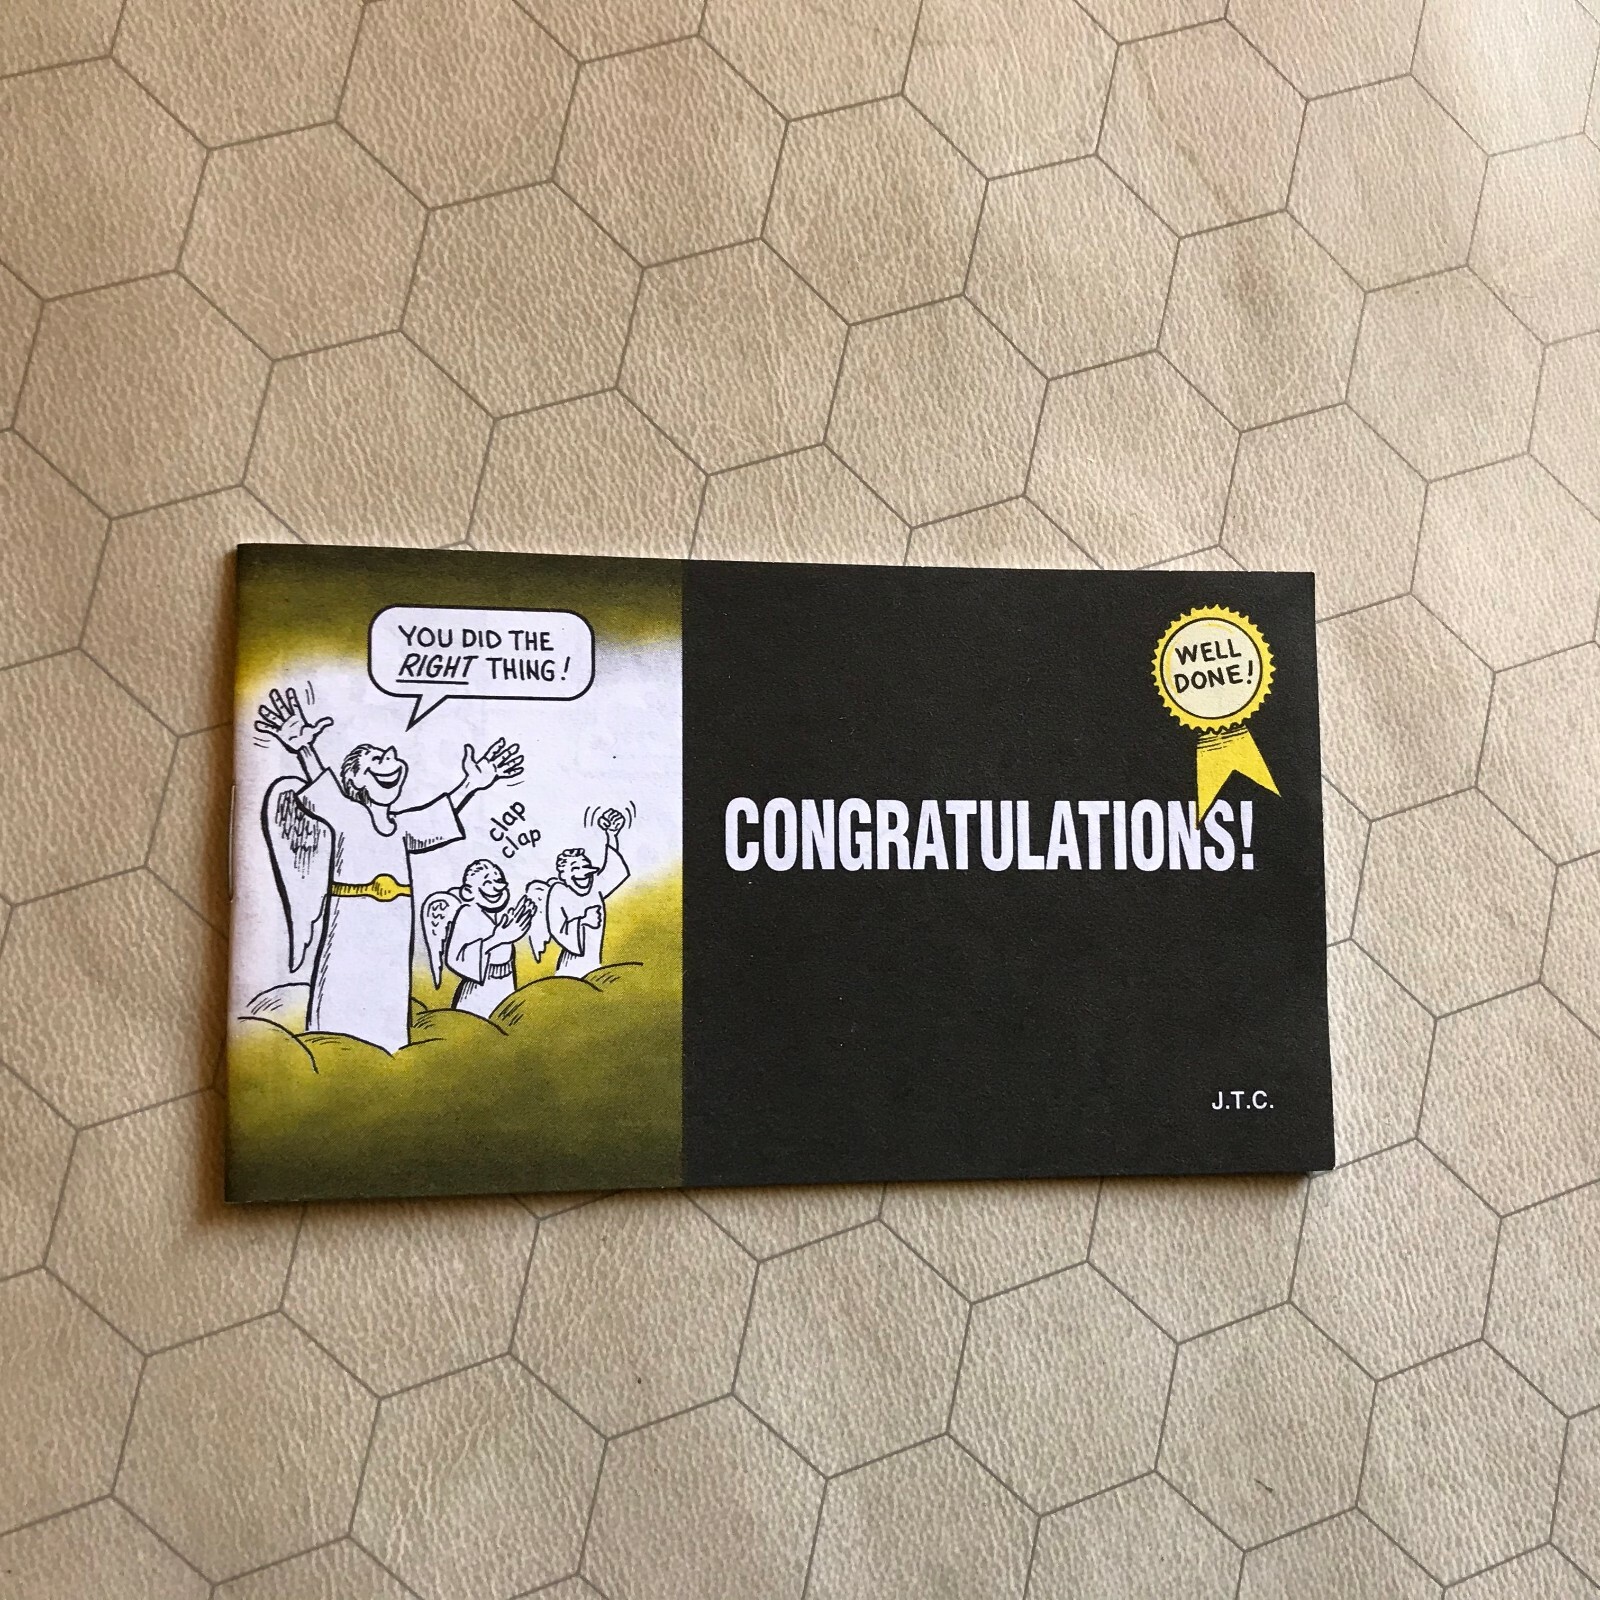 YOU DID THE
RIGHT THING!
clap
clap
WELL
DONE!
CONGRATULATIONS!
J.T.C.